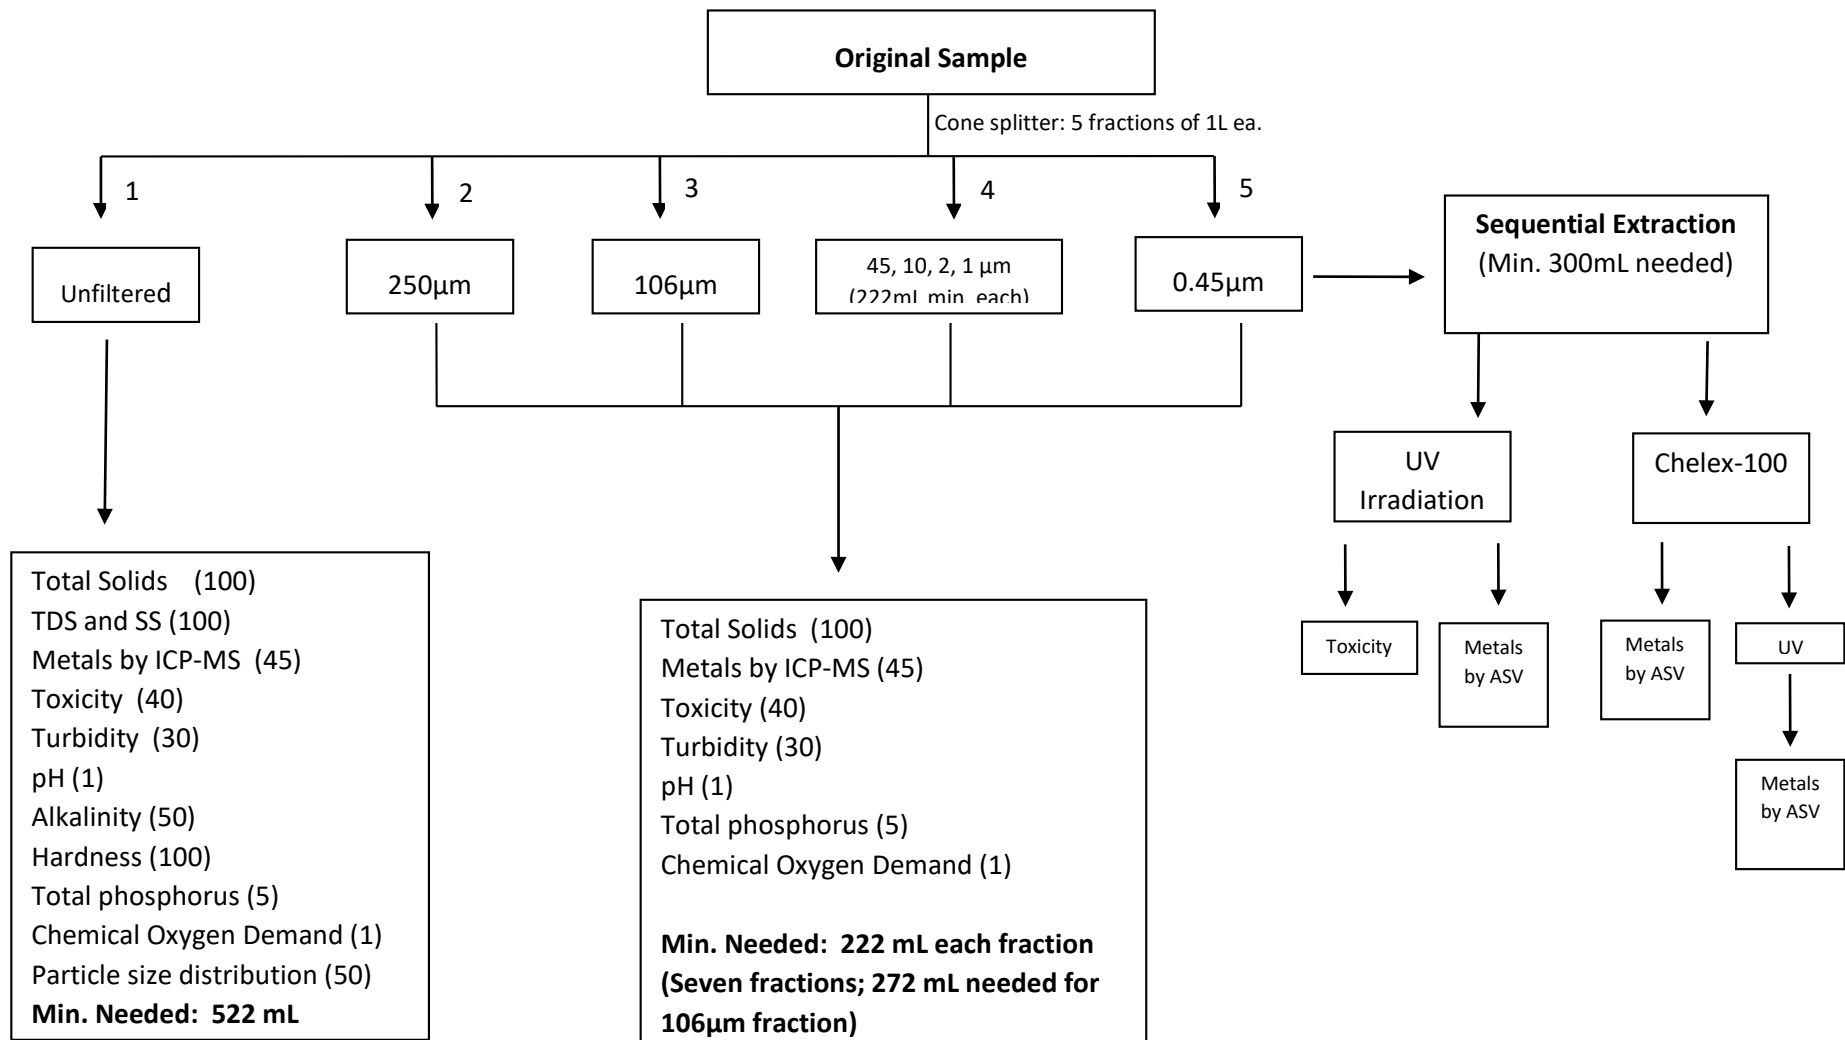 Original Sample
Cone splitter: 5 fractions of 1L ea.
1
2
3
4
5
Unfiltered
250µm
106µm
45, 10, 2, 1 µm
(222mL min. each)
0.45µm
Sequential Extraction
(Min. 300mL needed)
UV
Irradiation
Chelex-100
Toxicity
Metals
by ASV
Metals
by ASV
UV
Metals
by ASV
Total Solids (100)
TDS and SS (100)
Metals by ICP-MS (45)
Toxicity (40)
Turbidity (30)
pH (1)
Alkalinity (50)
Hardness (100)
Total phosphorus (5)
Chemical Oxygen Demand (1)
Particle size distribution (50)
Min. Needed: 522 mL
Total Solids (100)
Metals by ICP-MS (45)
Toxicity (40)
Turbidity (30)
pH (1)
Total phosphorus (5)
Chemical Oxygen Demand (1)
Min. Needed: 222 mL each fraction
(Seven fractions; 272 mL needed for
106µm fraction)